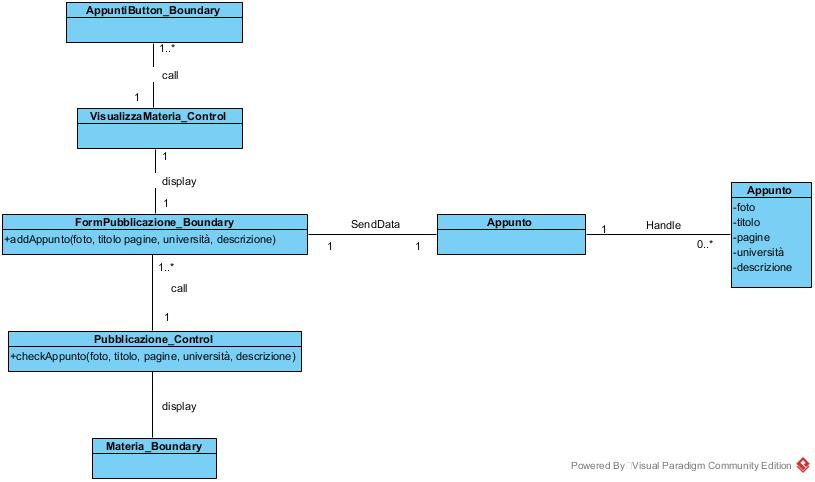 AppuntiButton_Boundary
1..*
call
1
VisualizzaMateria_Control
1
display
1
FormPubblicazione_Boundary
+addAppunto(foto, titolo pagine, università, descrizione)
SendData
1
1
Appunto
1
Handle
0..*
Appunto
-foto
-titolo
-pagine
-università
-descrizione
1..*
call
1
Pubblicazione_Control
+checkAppunto(foto, titolo, pagine, università, descrizione)
display
Materia_Boundary
Powered By Visual Paradigm Community Edition